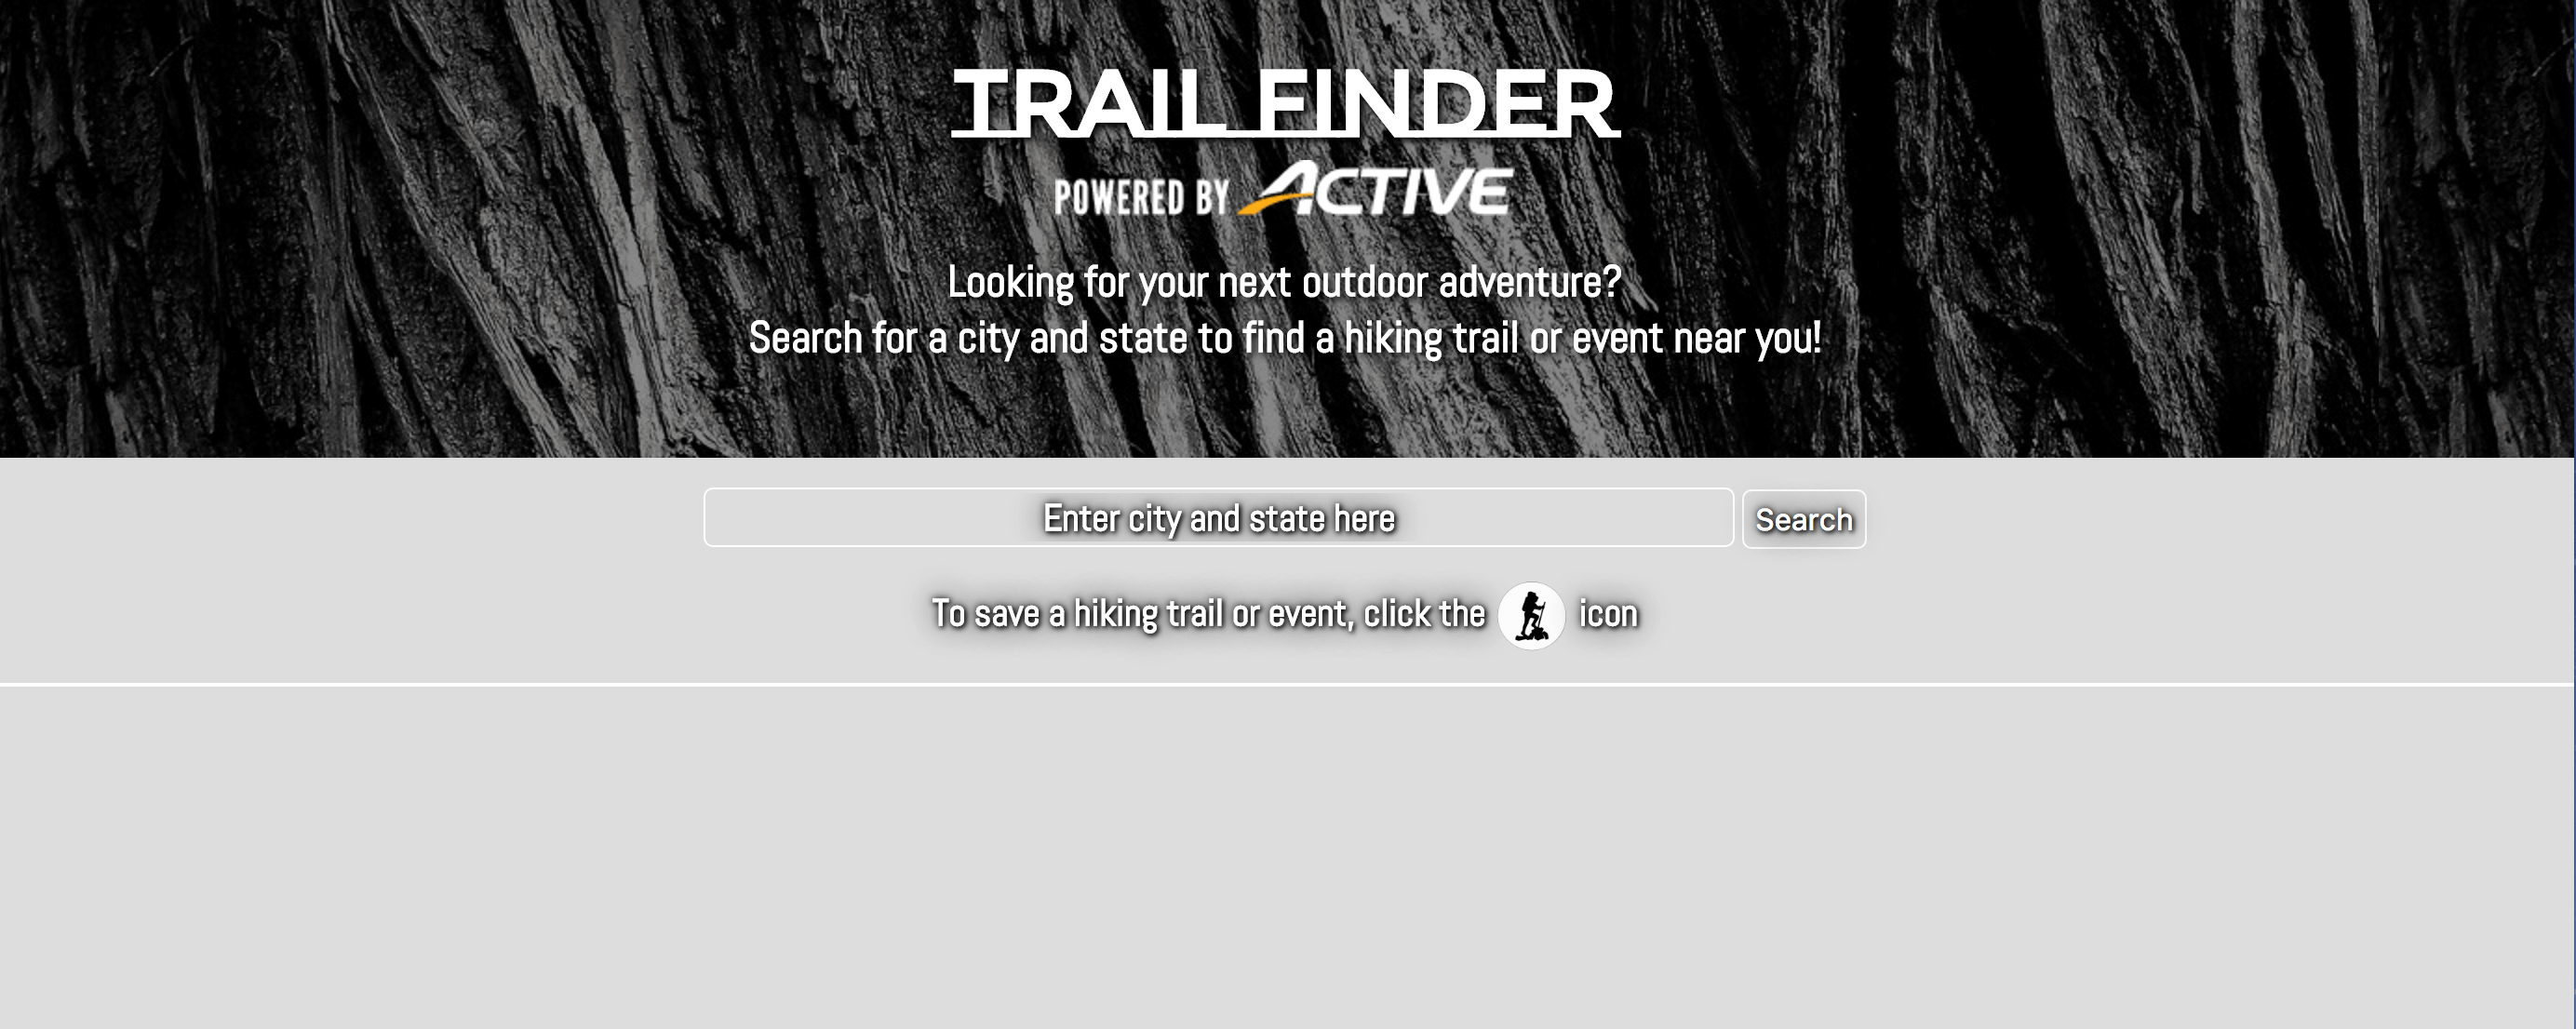 TRAIL FINDER
POWERED BY ACTIVE
Looking for your next outdoor adventure?
Search for a city and state to find a hiking trail or event near you!
Enter city and state here
Search
To save a hiking trail or event, click the icon